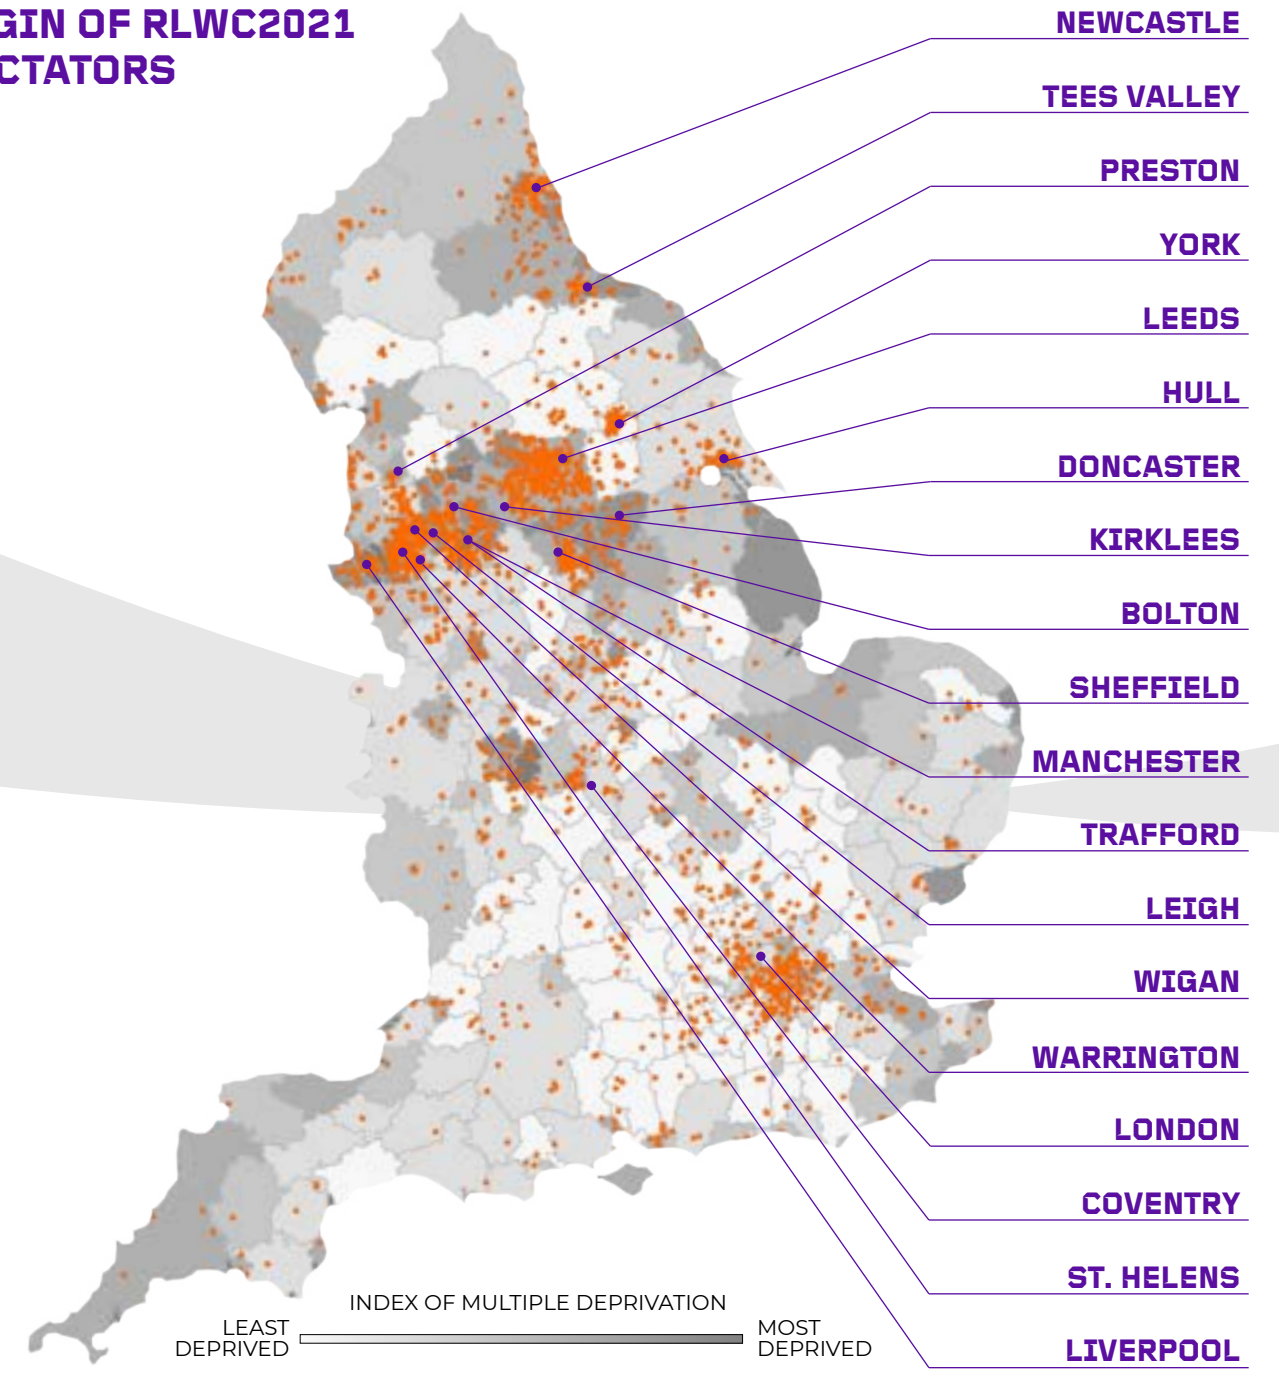 GIN OF RLWC2021
CTATORS
NEWCASTLE
TEES VALLEY
PRESTON
YORK
LEEDS
HULL
DONCASTER
KIRKLEES
BOLTON
SHEFFIELD
MANCHESTER
TRAFFORD
LEIGH
WIGAN
WARRINGTON
LONDON
COVENTRY
ST. HELENS
LIVERPOOL
INDEX OF MULTIPLE DEPRIVATION
LEAST
DEPRIVED
MOST
DEPRIVED